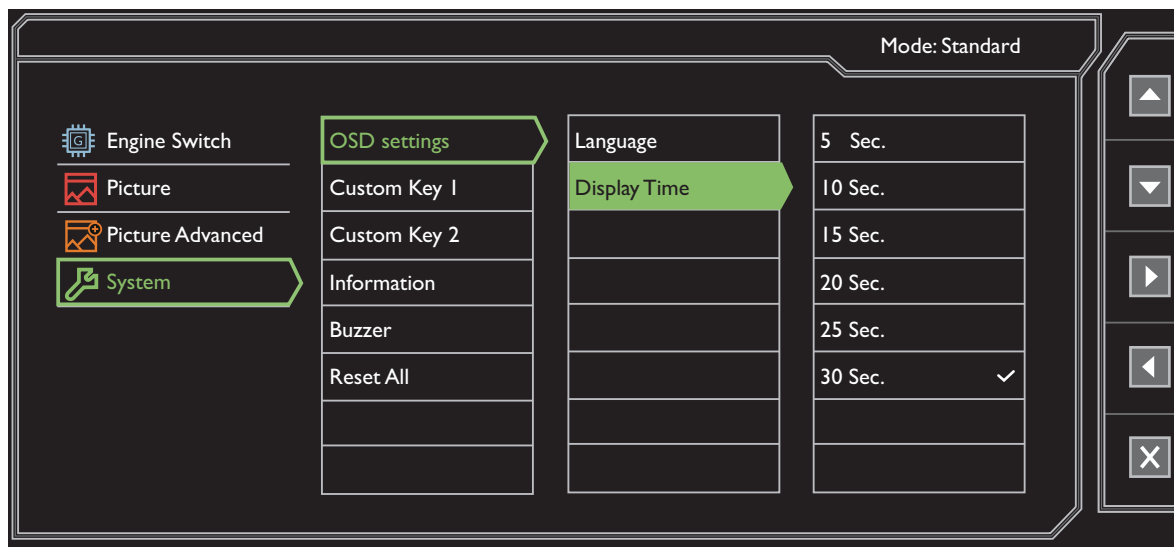 Mode: Standard
G
Engine Switch
Picture
Picture Advanced
System
OSD settings
Custom Key 1
Custom Key 2
Information
Buzzer
Reset All
Language
Display Time
5 Sec.
10 Sec.
15 Sec.
20 Sec.
25 Sec.
30 Sec.
X